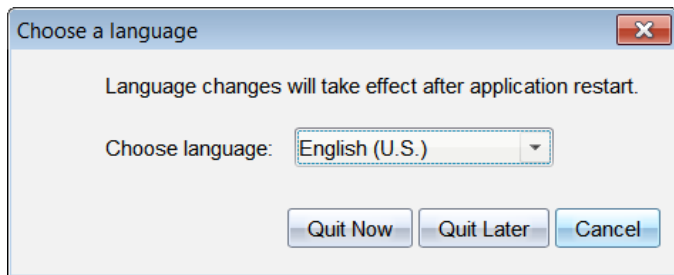 Choose a language
Language changes will take effect after application restart.
Choose language: English (U.S.)
Quit Now Quit Later Cancel